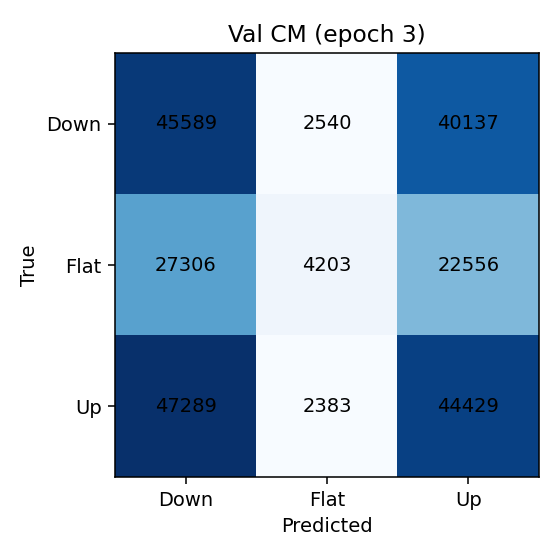 Val CM (epoch 3)
Down 45589 2540 40137
Flat 27306 4203 22556
Up 47289 2383 44429
True
Down Flat Up
Predicted